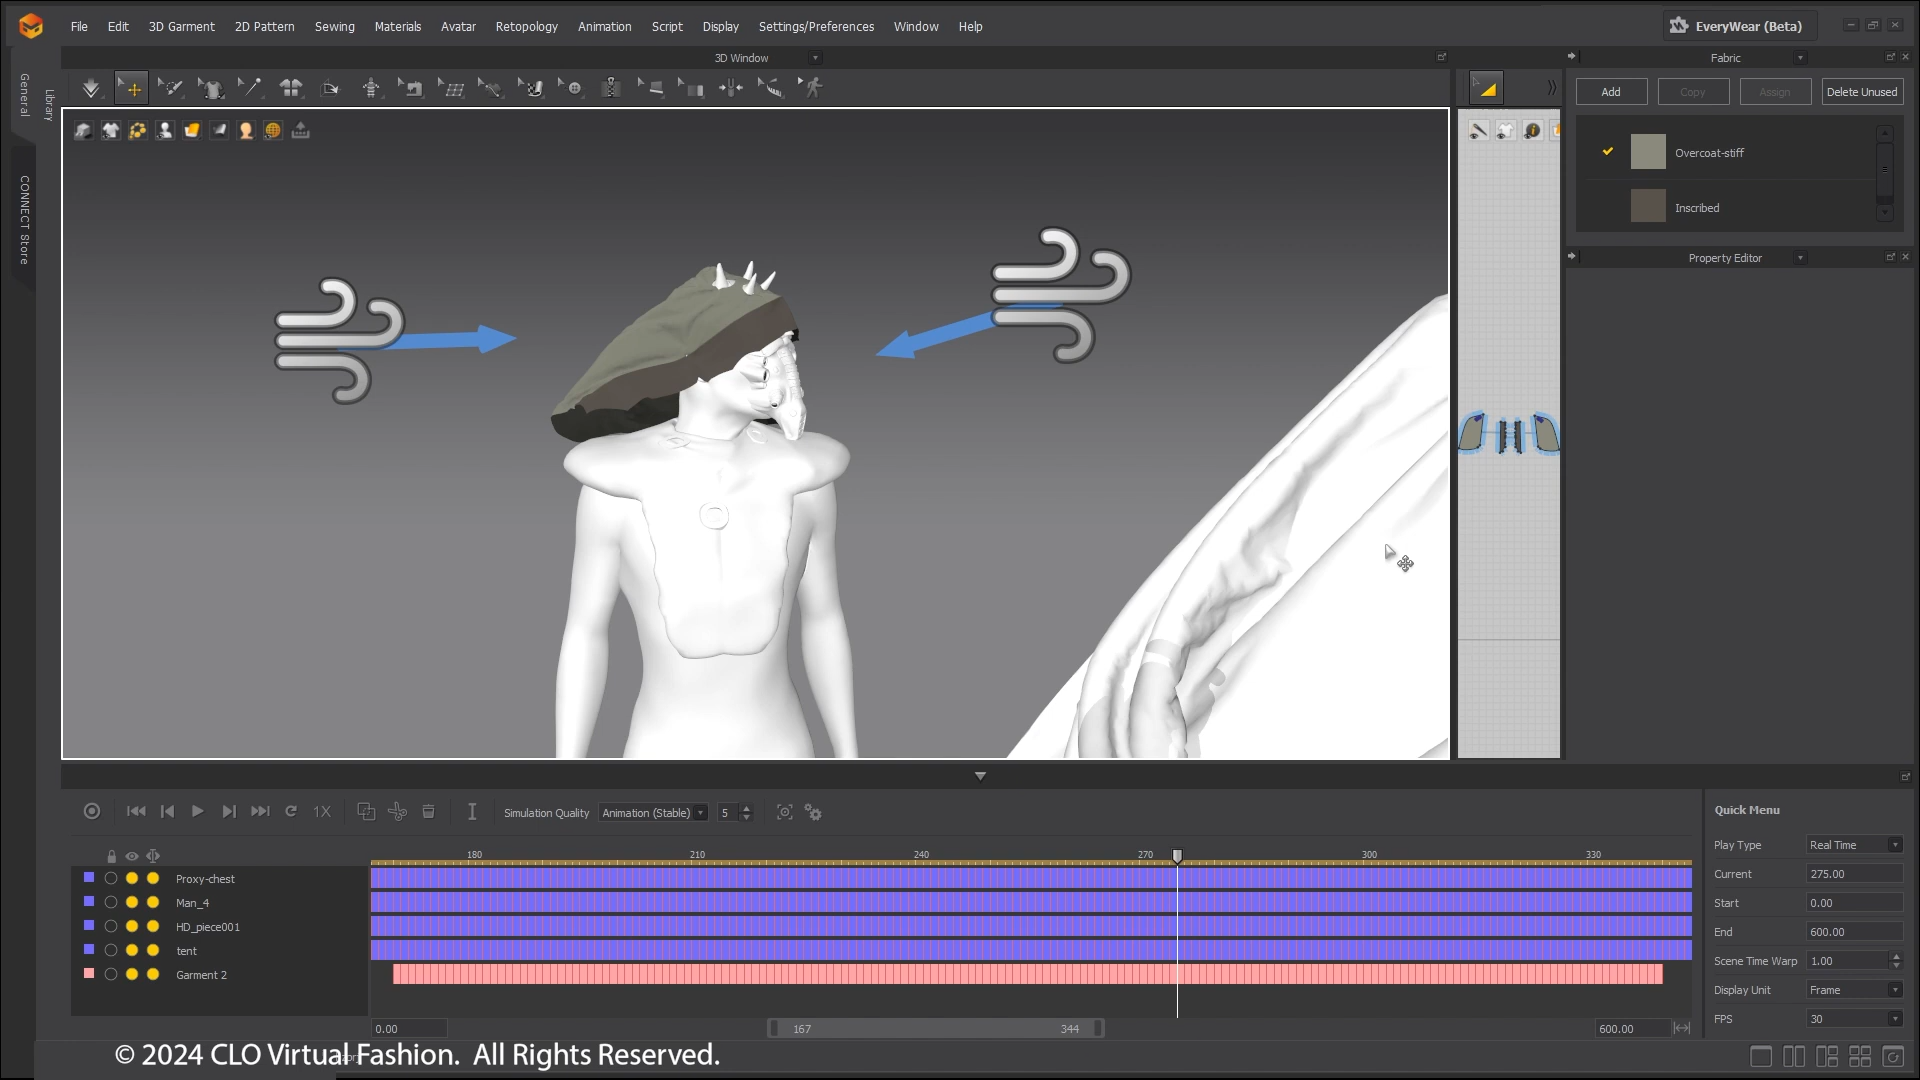 File Edit 3D Garment 2D Pattern Sewing Materials Avatar Retopology Animation Script Display Settings/Preferences Window Help
EveryWear (Beta)
General
Library
CONNECT Store
3D Window
Fabric
Add Copy Assign Delete Unused
Overcoat-stiff
Inscribed
Property Editor
1X Simulation Quality Animation (Stable) 5
180 210 240 270 300 330
Proxy-chest
Man_4
HD_piece001
tent
Garment 2
0.00 167 344 600.00
Quick Menu
Play Type Real Time
Current 275.00
Start 0.00
End 600.00
Scene Time Warp 1.00
Display Unit Frame
FPS 30
© 2024 CLO Virtual Fashion. All Rights Reserved.